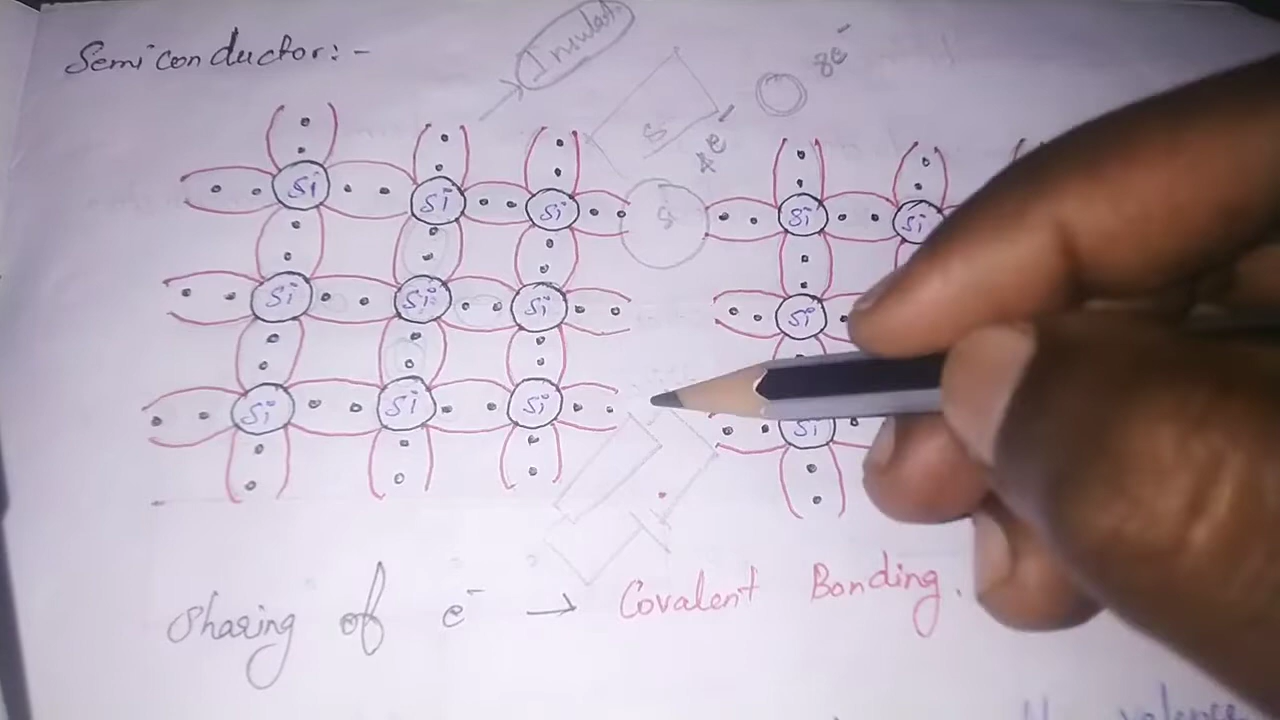 Semiconductor:-
8e-
S
4e-
Si Si Si Si Si Si
Si Si Si Si
Si Si Si Si
Sharing of e- → Covalent Bonding.
valence